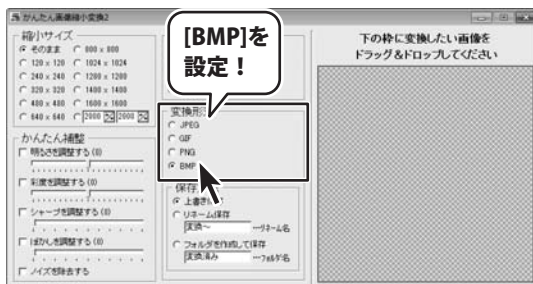 かんたん画像縮小変換2
縮小サイズ
そのまま 800 x 800
120 x 120 1024 x 1024
240 x 240 1280 x 1280
320 x 320 1400 x 1400
480 x 480 1600 x 1600
640 x 640 2000 2000
かんたん補整
明るさを調整する (0)
彩度を調整する (0)
シャープを調整する (0)
ぼかしを調整する (0)
ノイズを除去する
[BMP]を
設定！
変換形
JPEG
GIF
PNG
BMP
保存
上書き
リネーム保存
変換～ …リネーム名
フォルダを作成して保存
変換済み …フォルダ名
下の枠に変換したい画像を
ドラッグ&ドロップしてください